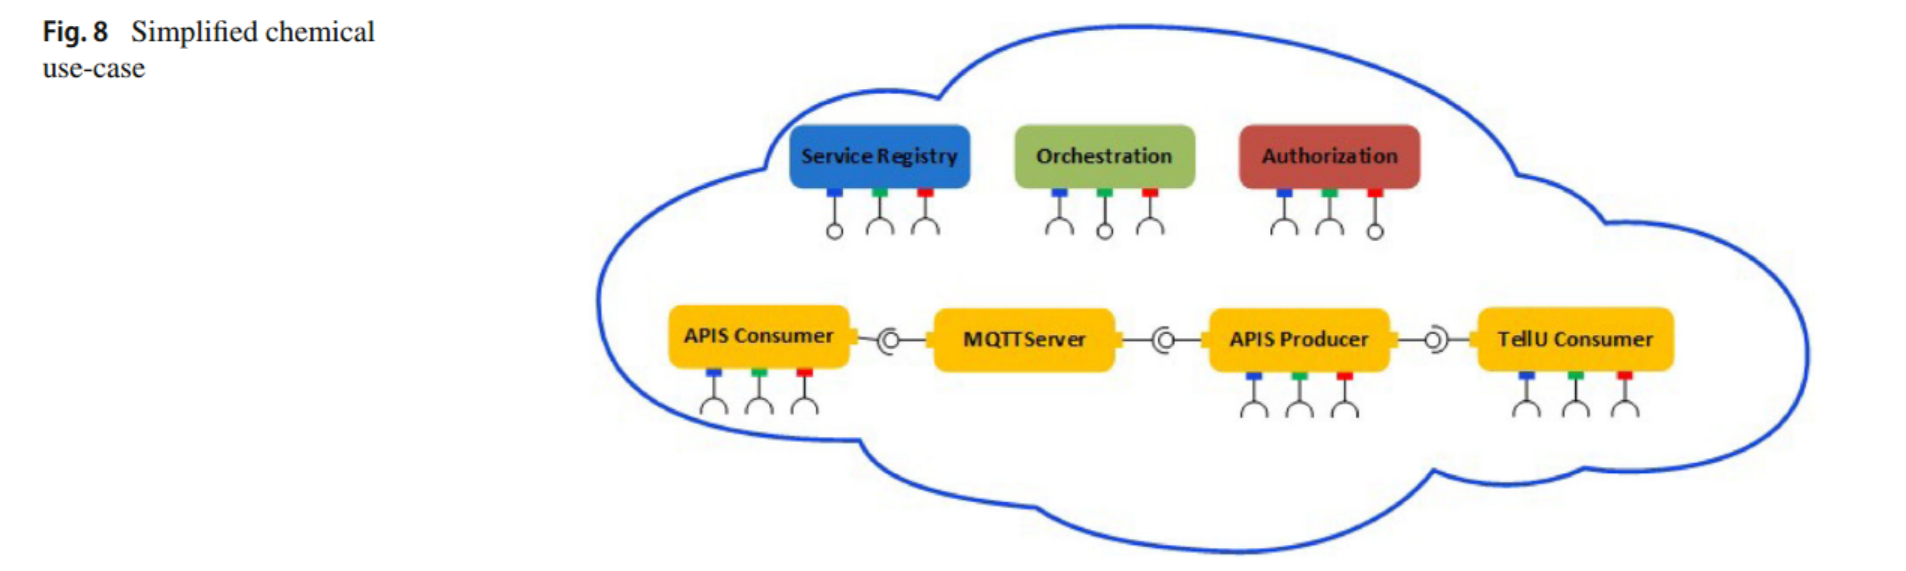 Fig. 8 Simplified chemical
use-case
Service Registry
Orchestration
Authorization
APIS Consumer
MQTTServer
APIS Producer
TellU Consumer